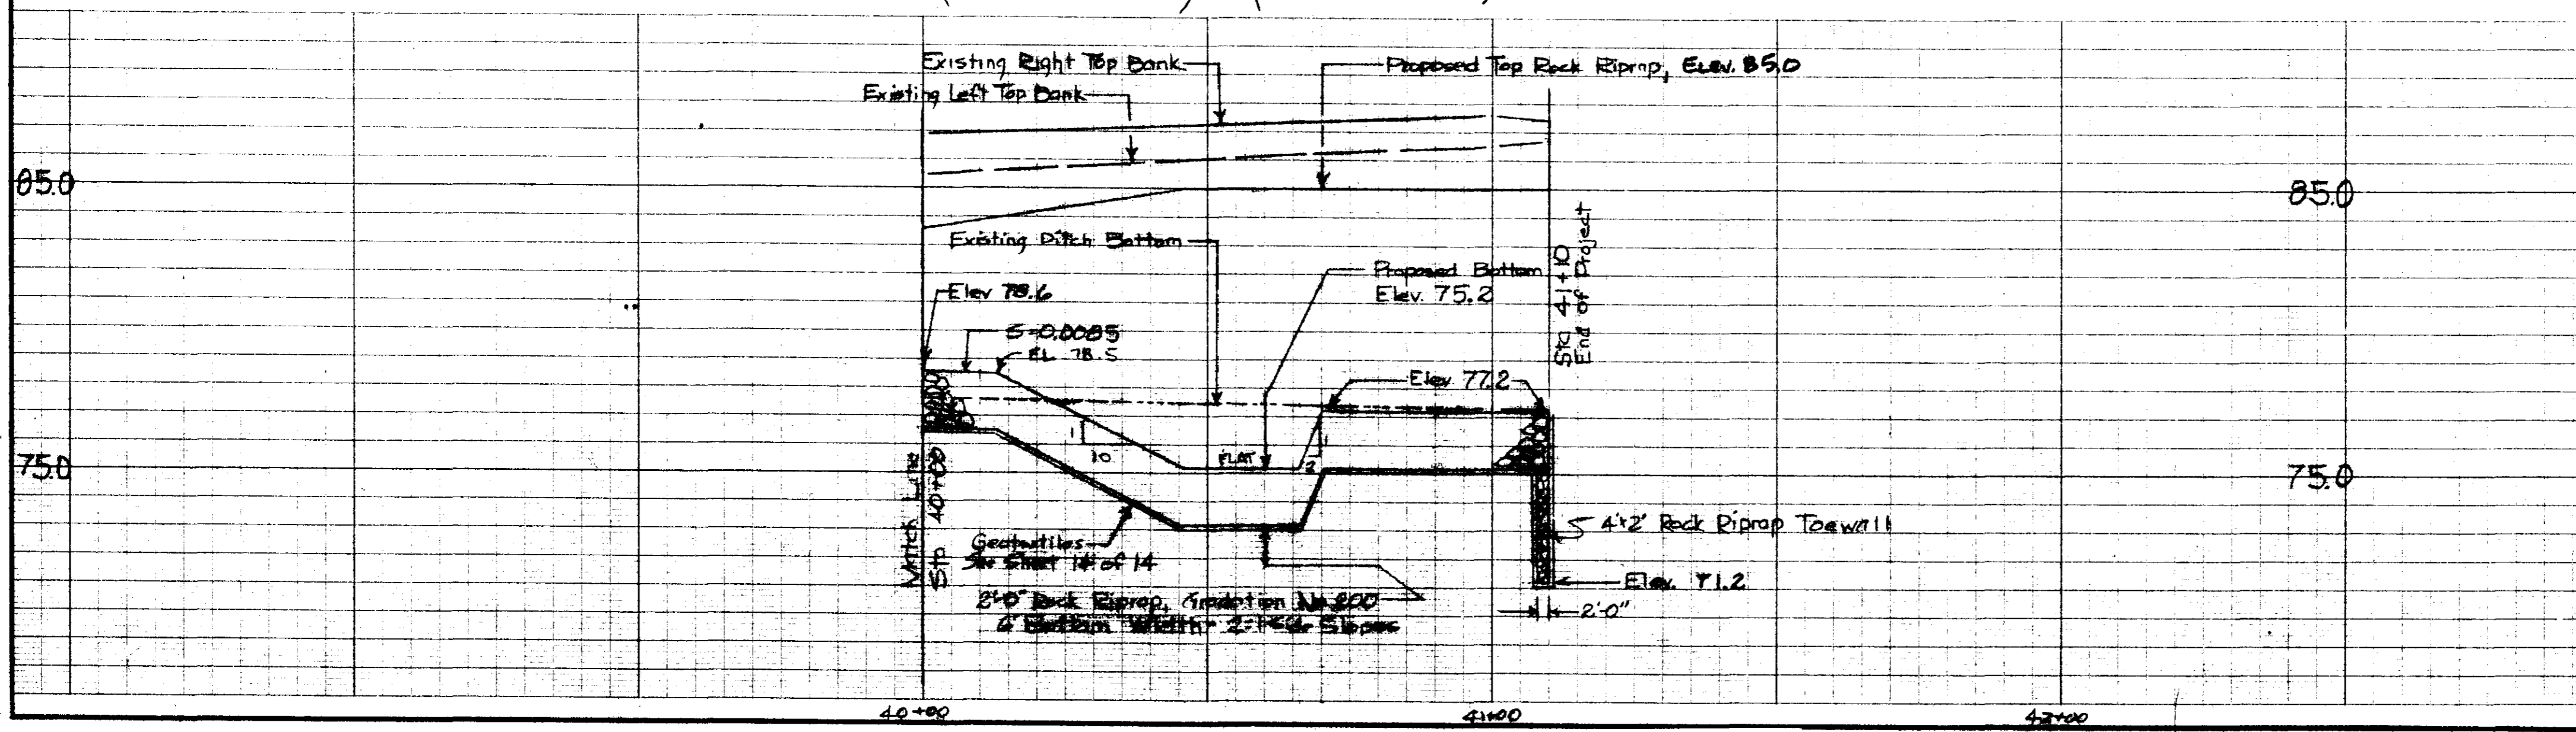 Existing Right Top Bank
Proposed Top Rock Riprap, Elev. 85.0
Existing Left Top Bank
85.0
85.0
Existing Ditch Bottom
Sta 41+10
End of Project
Proposed Bottom
Elev. 75.2
Elev 78.6
S=0.0085
EL 78.5
Elev 77.2
1
10
FLAT
1
2
75.0
75.0
Match Line
Sta 40+00
Geotextiles
See Sheet of 14
4'x2' Rock Riprap Toewall
Elev. 71.2
2'-0"
2'-0" Rock Riprap, Gradation No 200
6' Bottom Width - 2:1 Side Slopes
40+00
41+00
42+00